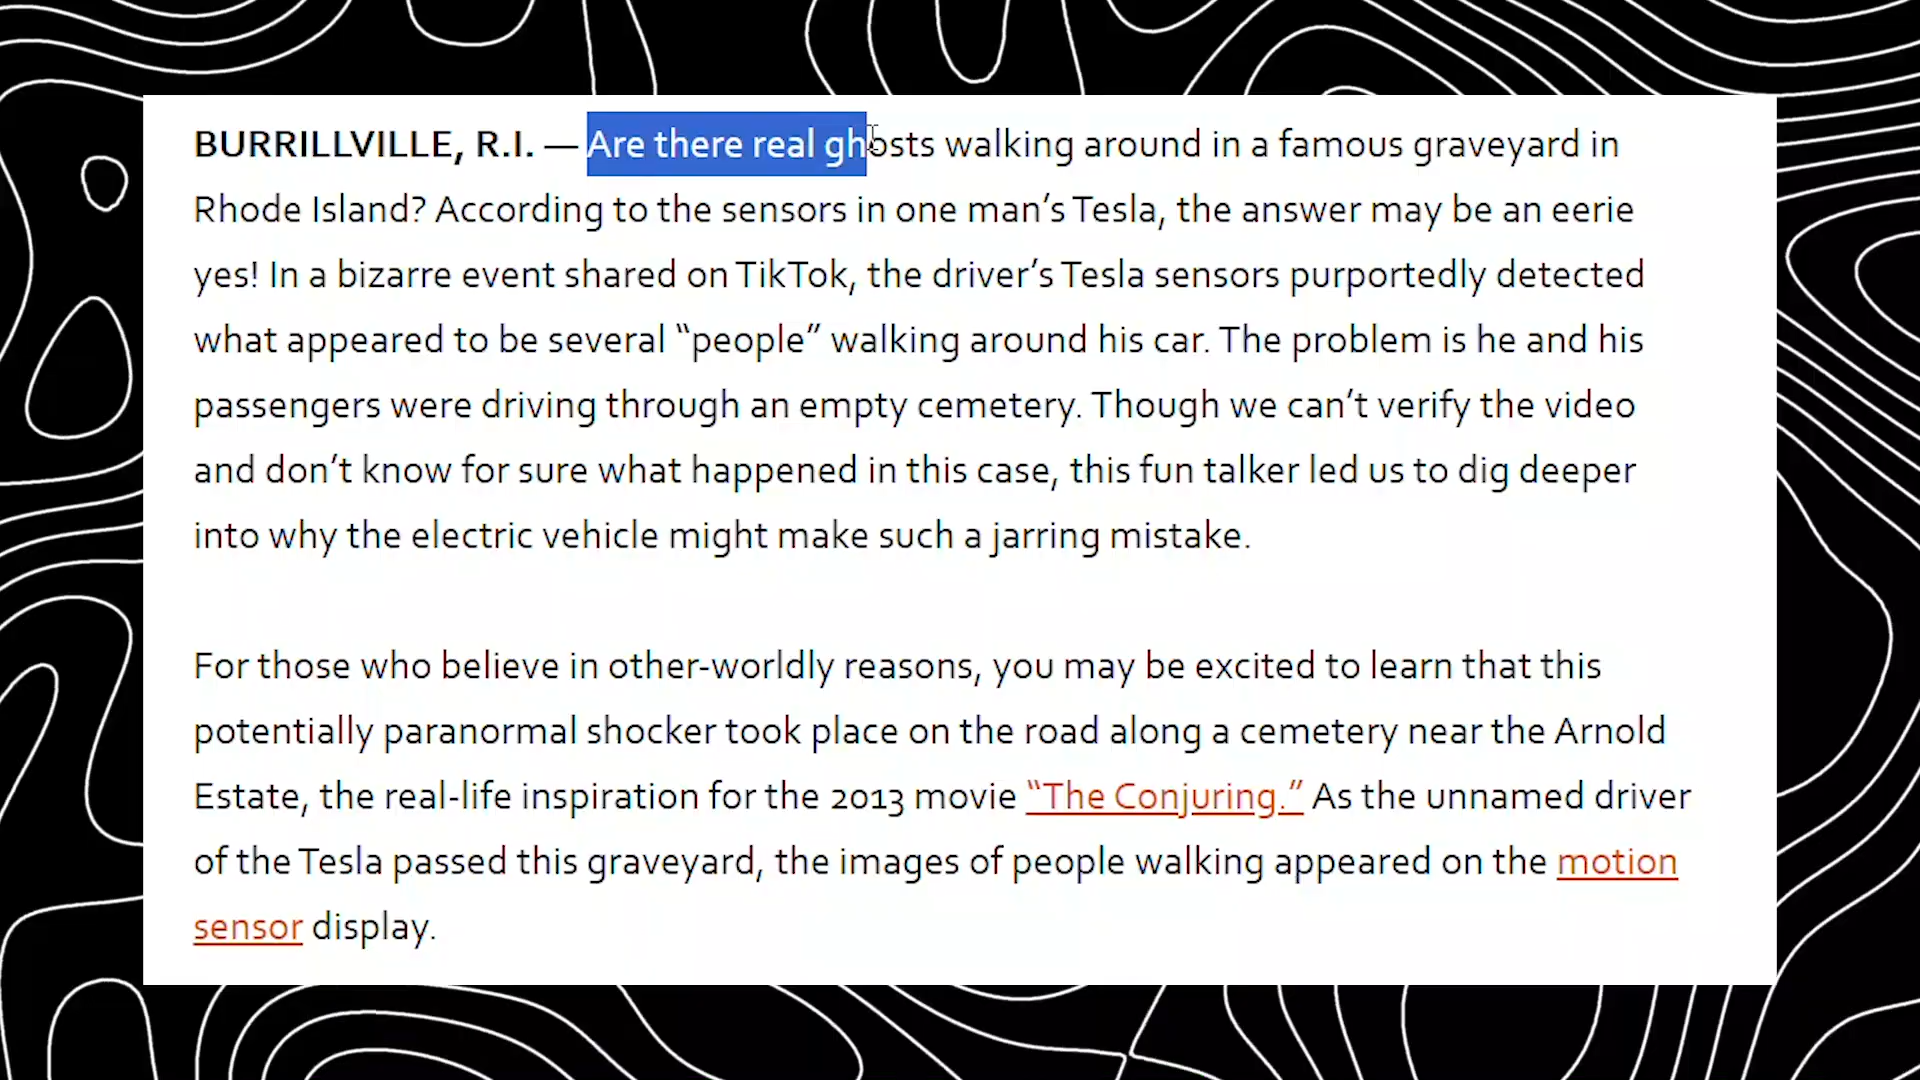 BURRILLVILLE, R.I. — Are there real ghosts walking around in a famous graveyard in
Rhode Island? According to the sensors in one man’s Tesla, the answer may be an eerie
yes! In a bizarre event shared on TikTok, the driver’s Tesla sensors purportedly detected
what appeared to be several “people” walking around his car. The problem is he and his
passengers were driving through an empty cemetery. Though we can’t verify the video
and don’t know for sure what happened in this case, this fun talker led us to dig deeper
into why the electric vehicle might make such a jarring mistake.
For those who believe in other-worldly reasons, you may be excited to learn that this
potentially paranormal shocker took place on the road along a cemetery near the Arnold
Estate, the real-life inspiration for the 2013 movie “The Conjuring.” As the unnamed driver
of the Tesla passed this graveyard, the images of people walking appeared on the motion
sensor display.